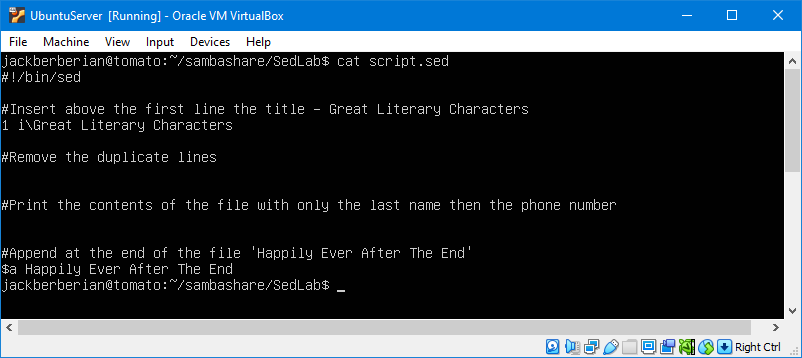 UbuntuServer [Running] - Oracle VM VirtualBox
File Machine View Input Devices Help
jackberberian@tomato:~/sambashare/SedLab$ cat script.sed
#!/bin/sed
#Insert above the first line the title - Great Literary Characters
1 i\Great Literary Characters
#Remove the duplicate lines
#Print the contents of the file with only the last name then the phone number
#Append at the end of the file 'Happily Ever After The End'
$a Happily Ever After The End
jackberberian@tomato:~/sambashare/SedLab$ _
Right Ctrl